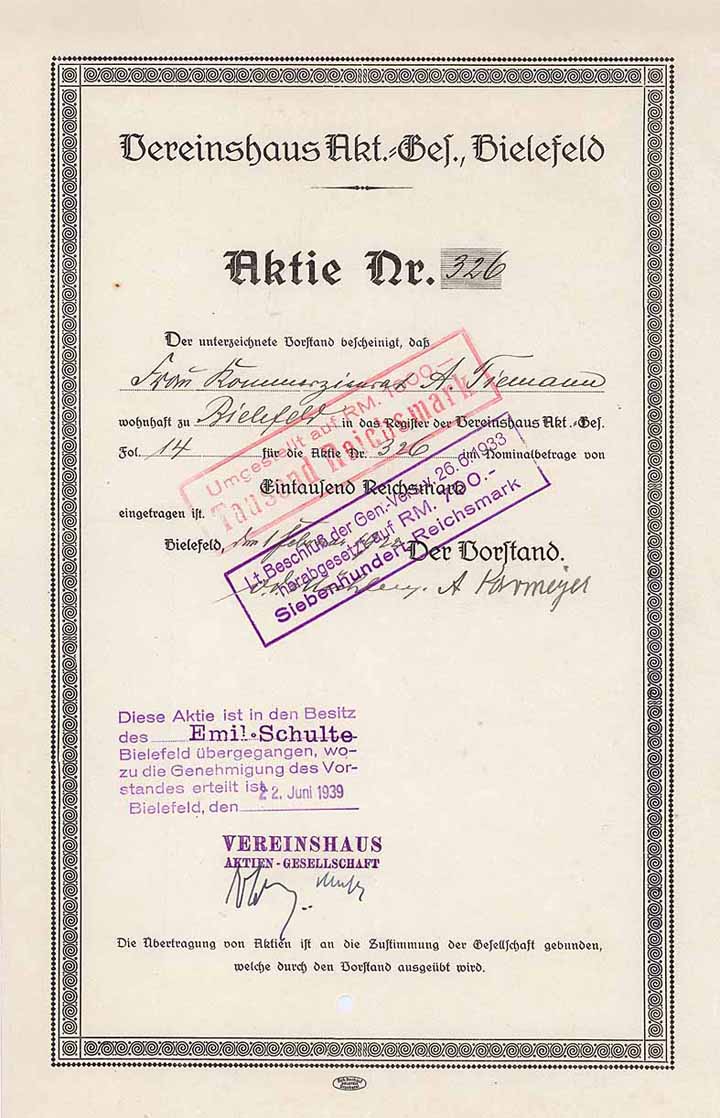 Vereinshaus Akt.-Ges., Bielefeld
Aktie Nr. 326
Der unterzeichnete Vorstand bescheinigt, daß
Frau Kommerzienrat A. Tiemann
wohnhaft zu Bielefeld in das Register der Vereinshaus Akt.-Ges.
Fol. 14 für die Aktie Nr. 326 im Nominalbetrage von
Eintausend Reichsmark
eingetragen ist.
Bielefeld, den 1
Der Vorstand.
A
Umgestellt auf RM. 1000.—
Tausend Reichsmark
Lt. Beschluß der Gen.-Vers. v. 26.6.1933
herabgesetzt auf RM. 700.-
Siebenhundert Reichsmark
Diese Aktie ist in den Besitz
des Emil Schulte
Bielefeld übergegangen, wo-
zu die Genehmigung des Vor-
standes erteilt ist
22. Juni 1939
Bielefeld, den
VEREINSHAUS
AKTIEN-GESELLSCHAFT
Die Übertragung von Aktien ist an die Zustimmung der Gesellschaft gebunden,
welche durch den Vorstand ausgeübt wird.